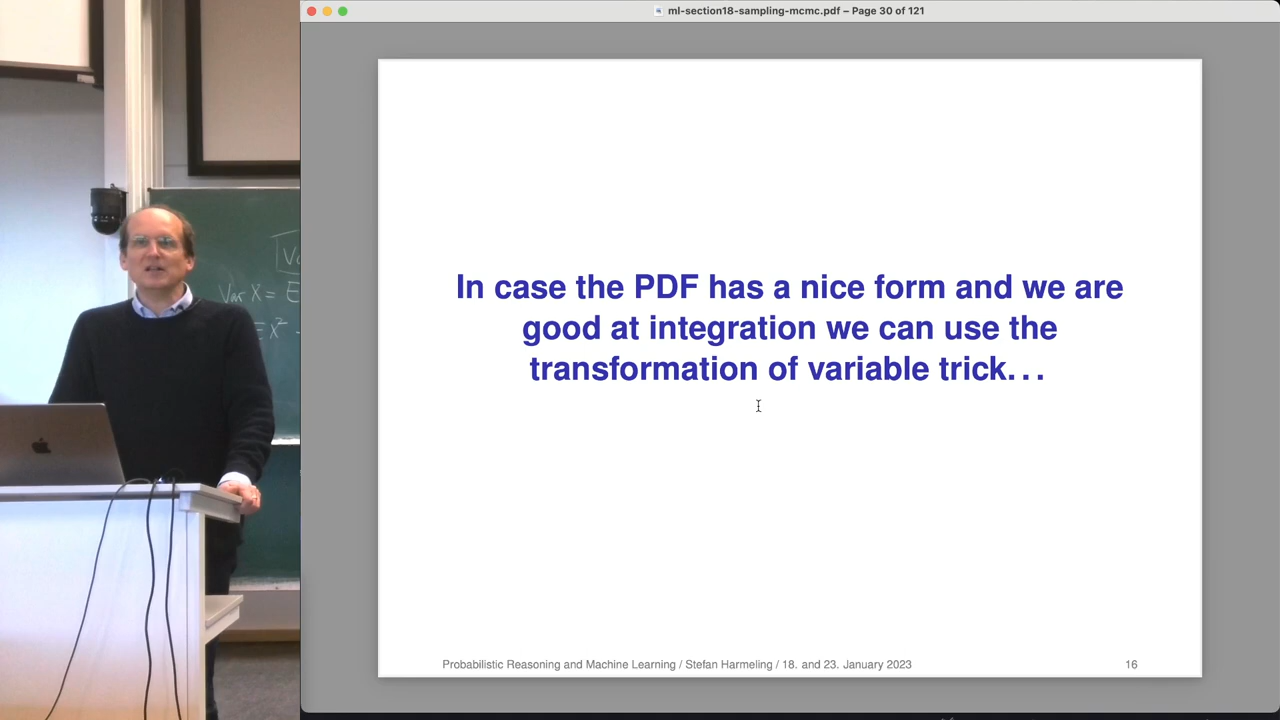 ml-section18-sampling-mcmc.pdf – Page 30 of 121
Var X = E
EX² -
In case the PDF has a nice form and we are
good at integration we can use the
transformation of variable trick...
Probabilistic Reasoning and Machine Learning / Stefan Harmeling / 18. and 23. January 2023
16